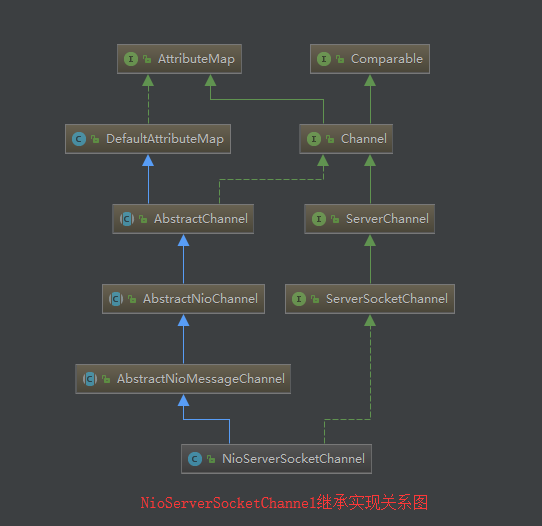 I AttributeMap
I Comparable
C DefaultAttributeMap
I Channel
C AbstractChannel
I ServerChannel
C AbstractNioChannel
I ServerSocketChannel
C AbstractNioMessageChannel
C NioServerSocketChannel
NioServerSocketChannel继承实现关系图